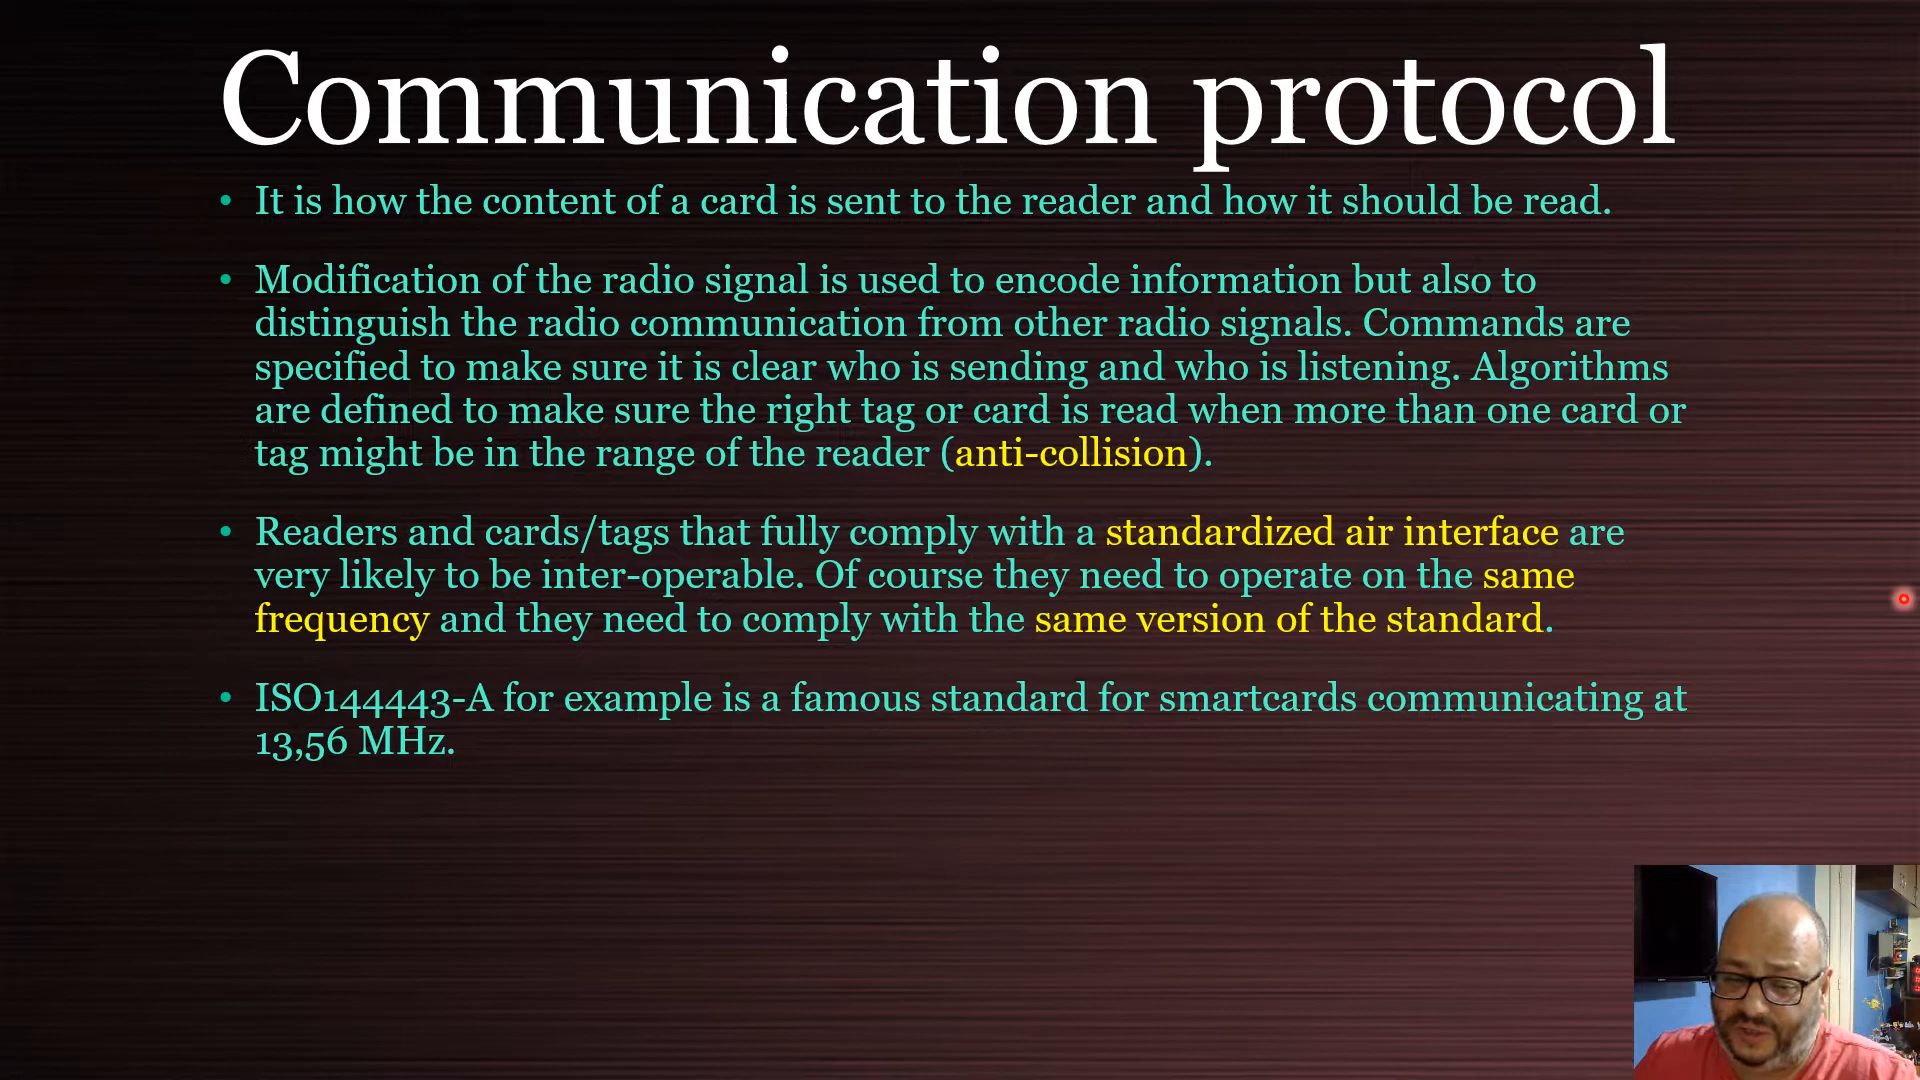 Communication protocol
• It is how the content of a card is sent to the reader and how it should be read.
• Modification of the radio signal is used to encode information but also to
distinguish the radio communication from other radio signals. Commands are
specified to make sure it is clear who is sending and who is listening. Algorithms
are defined to make sure the right tag or card is read when more than one card or
tag might be in the range of the reader (anti-collision).
• Readers and cards/tags that fully comply with a standardized air interface are
very likely to be inter-operable. Of course they need to operate on the same
frequency and they need to comply with the same version of the standard.
• ISO144443-A for example is a famous standard for smartcards communicating at
13,56 MHz.